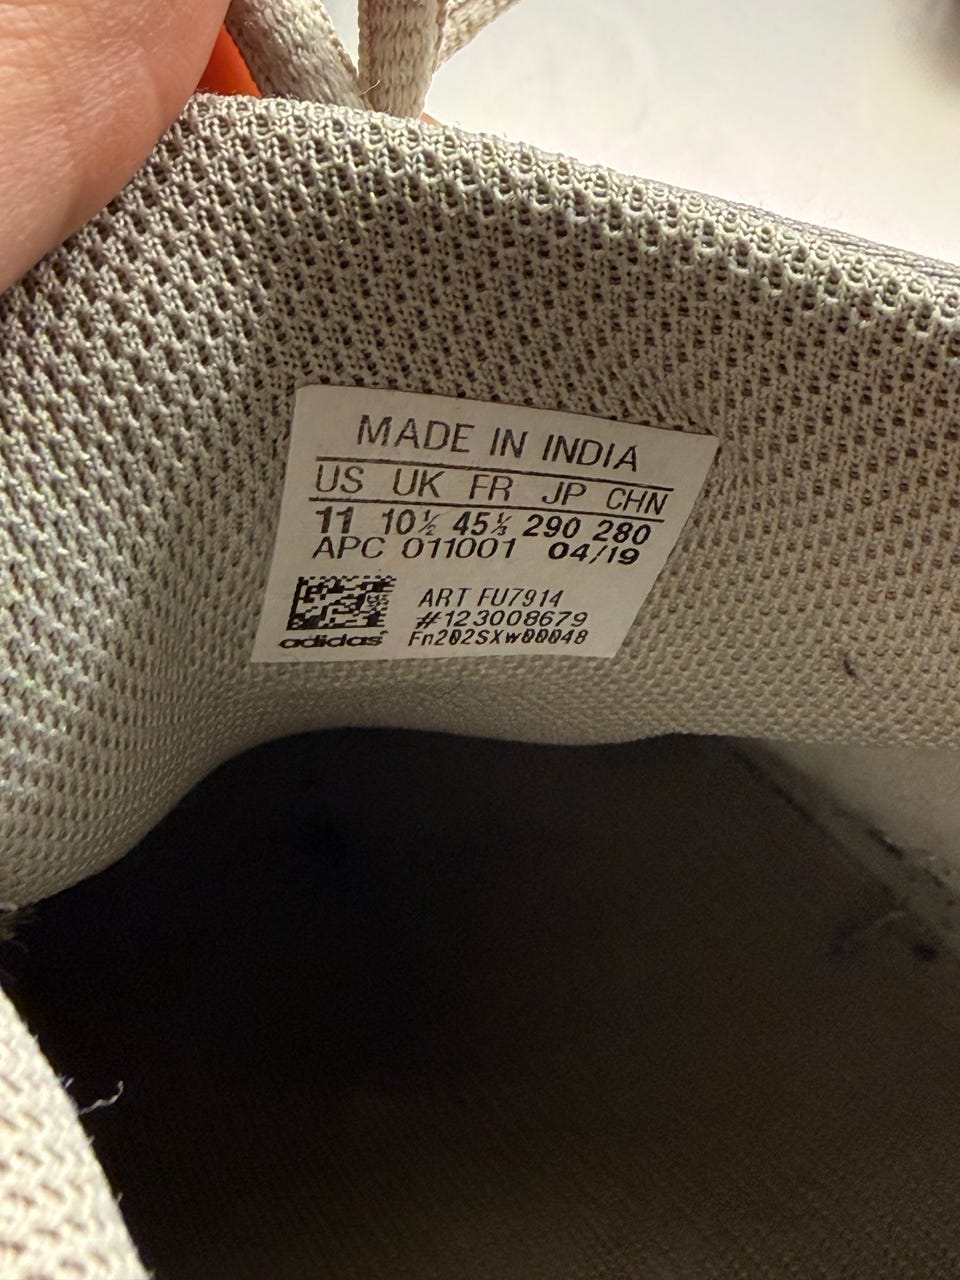 MADE IN INDIA
US UK FR JP CHN
11 10½ 45⅓ 290 280
APC 011001 04/19
ART FU7914
#123008679
adidas Fn202SXw00048